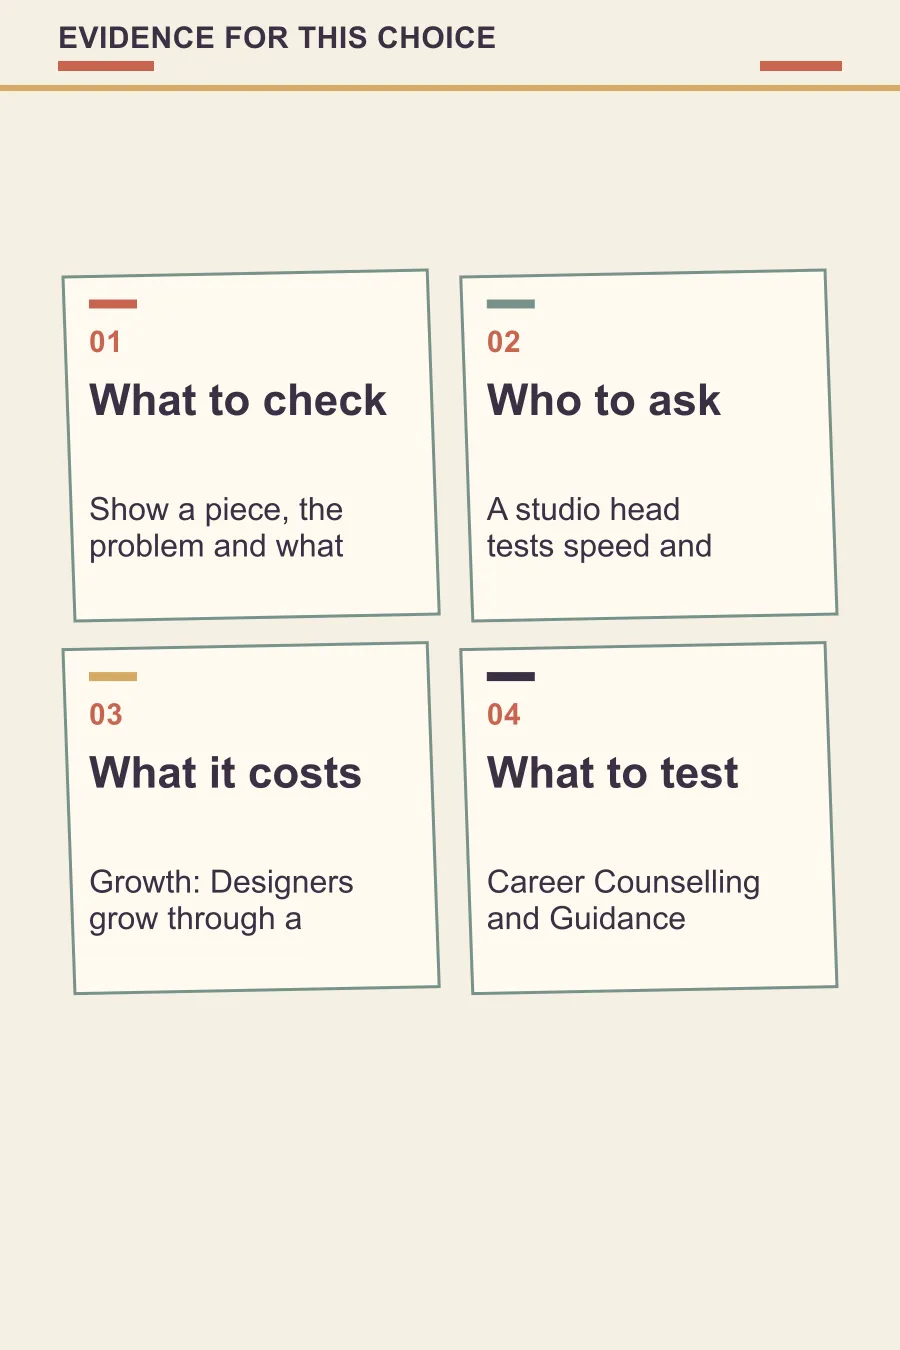 EVIDENCE FOR THIS CHOICE
01
What to check
Show a piece, the
problem and what
02
Who to ask
A studio head
tests speed and
03
What it costs
Growth: Designers
grow through a
04
What to test
Career Counselling
and Guidance